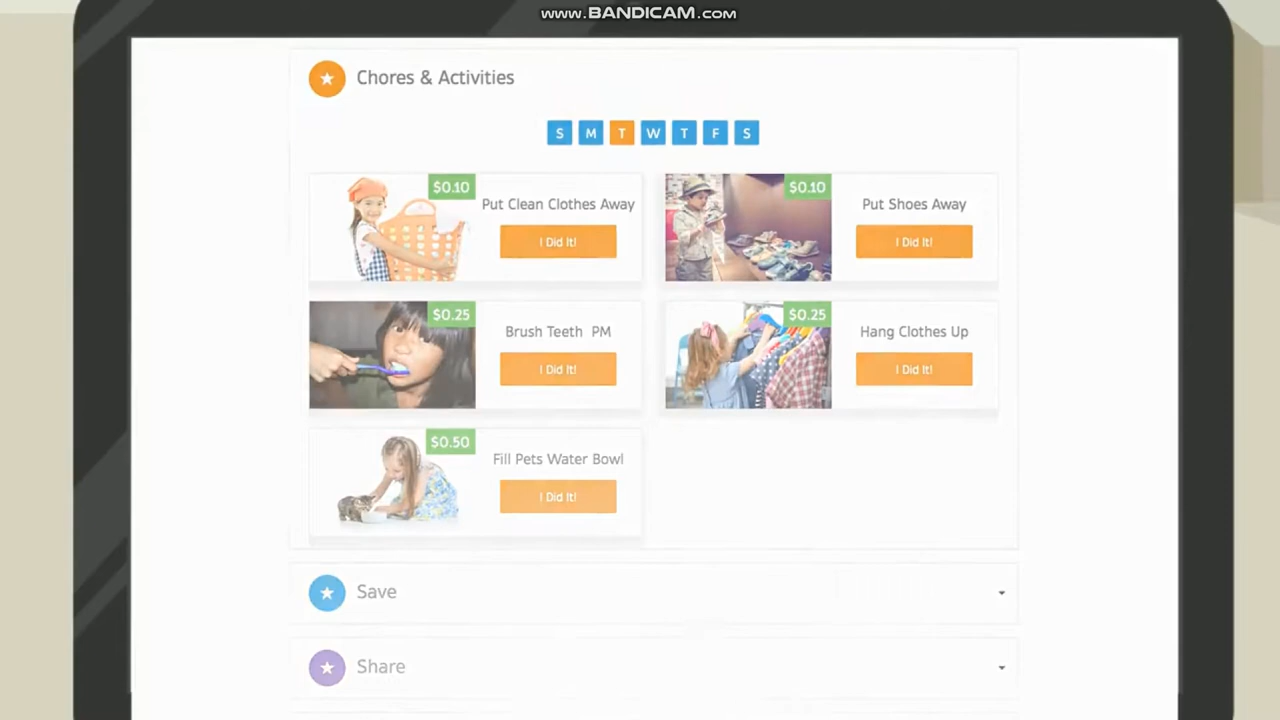 www.BANDICAM.com
Chores & Activities
S M T W T F S
$0.10
Put Clean Clothes Away
I Did It!
$0.10
Put Shoes Away
I Did It!
$0.25
Brush Teeth PM
I Did It!
$0.25
Hang Clothes Up
I Did It!
$0.50
Fill Pets Water Bowl
I Did It!
Save
Share